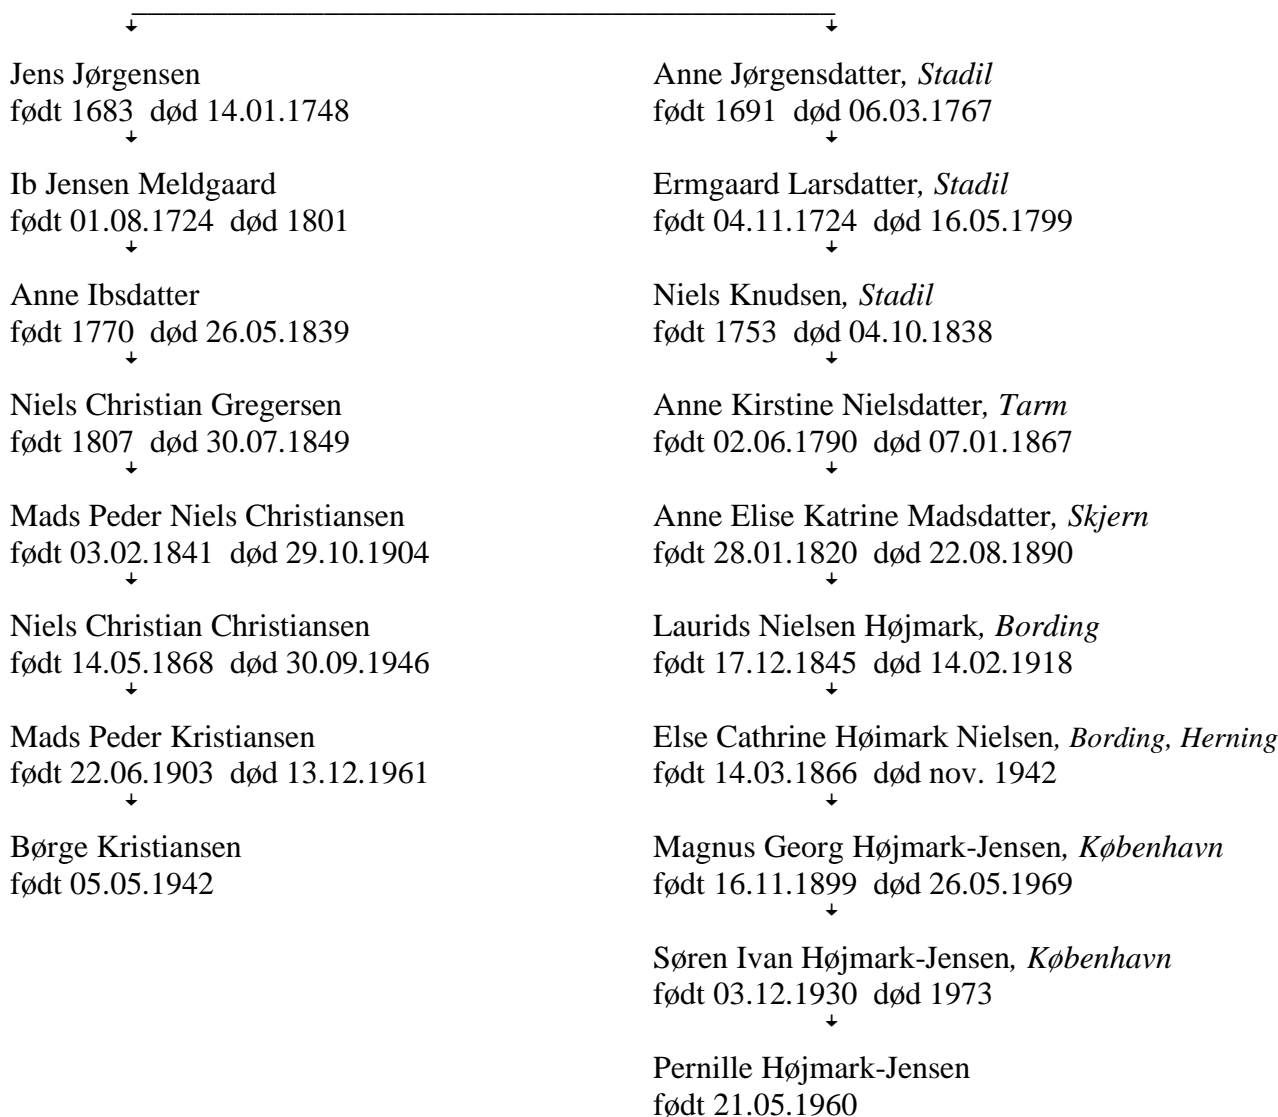 Jens Jørgensen
født 1683 død 14.01.1748
Ib Jensen Meldgaard
født 01.08.1724 død 1801
Anne Ibsdatter
født 1770 død 26.05.1839
Niels Christian Gregersen
født 1807 død 30.07.1849
Mads Peder Niels Christiansen
født 03.02.1841 død 29.10.1904
Niels Christian Christiansen
født 14.05.1868 død 30.09.1946
Mads Peder Kristiansen
født 22.06.1903 død 13.12.1961
Børge Kristiansen
født 05.05.1942
Anne Jørgensdatter, Stadil
født 1691 død 06.03.1767
Ermgaard Larsdatter, Stadil
født 04.11.1724 død 16.05.1799
Niels Knudsen, Stadil
født 1753 død 04.10.1838
Anne Kirstine Nielsdatter, Tarm
født 02.06.1790 død 07.01.1867
Anne Elise Katrine Madsdatter, Skjern
født 28.01.1820 død 22.08.1890
Laurids Nielsen Højmark, Bording
født 17.12.1845 død 14.02.1918
Else Cathrine Høimark Nielsen, Bording, Herning
født 14.03.1866 død nov. 1942
Magnus Georg Højmark-Jensen, København
født 16.11.1899 død 26.05.1969
Søren Ivan Højmark-Jensen, København
født 03.12.1930 død 1973
Pernille Højmark-Jensen
født 21.05.1960